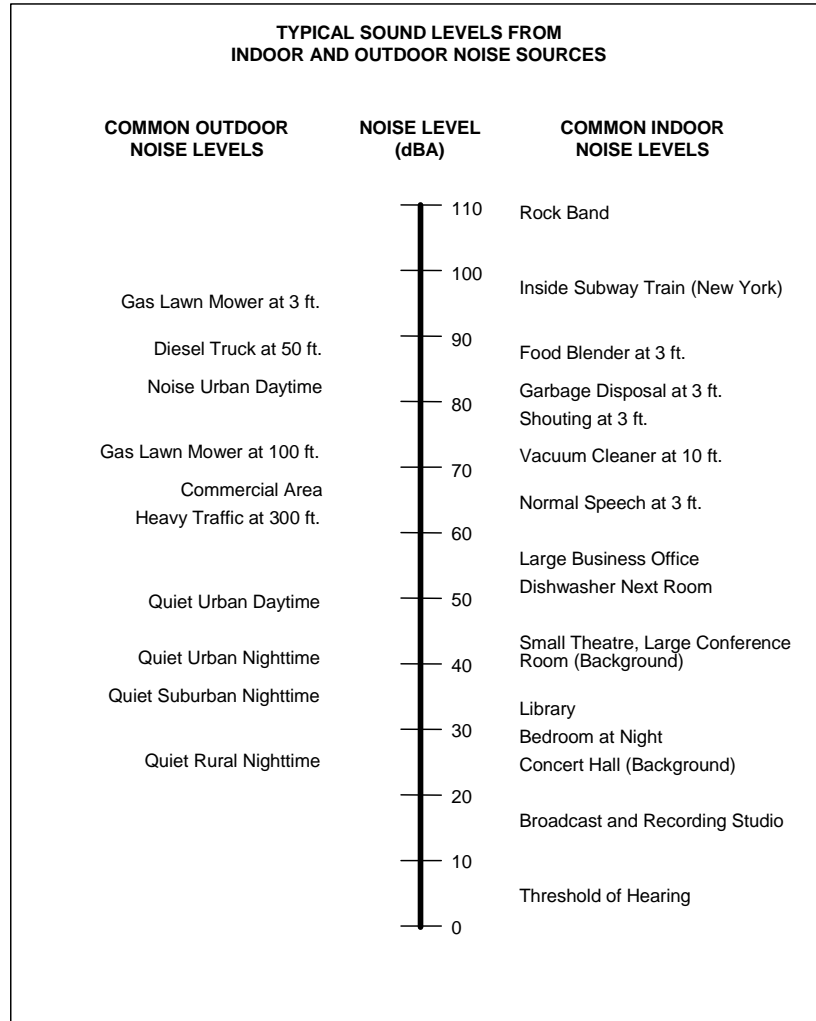 TYPICAL SOUND LEVELS FROM
INDOOR AND OUTDOOR NOISE SOURCES
COMMON OUTDOOR
NOISE LEVELS
NOISE LEVEL
(dBA)
COMMON INDOOR
NOISE LEVELS
110
Rock Band
100
Inside Subway Train (New York)
Gas Lawn Mower at 3 ft.
90
Diesel Truck at 50 ft.
Food Blender at 3 ft.
Noise Urban Daytime
Garbage Disposal at 3 ft.
80
Shouting at 3 ft.
Gas Lawn Mower at 100 ft.
Vacuum Cleaner at 10 ft.
70
Commercial Area
Normal Speech at 3 ft.
Heavy Traffic at 300 ft.
60
Large Business Office
Dishwasher Next Room
50
Quiet Urban Daytime
Small Theatre, Large Conference
Room (Background)
Quiet Urban Nighttime
40
Quiet Suburban Nighttime
Library
30
Bedroom at Night
Quiet Rural Nighttime
Concert Hall (Background)
20
Broadcast and Recording Studio
10
Threshold of Hearing
0